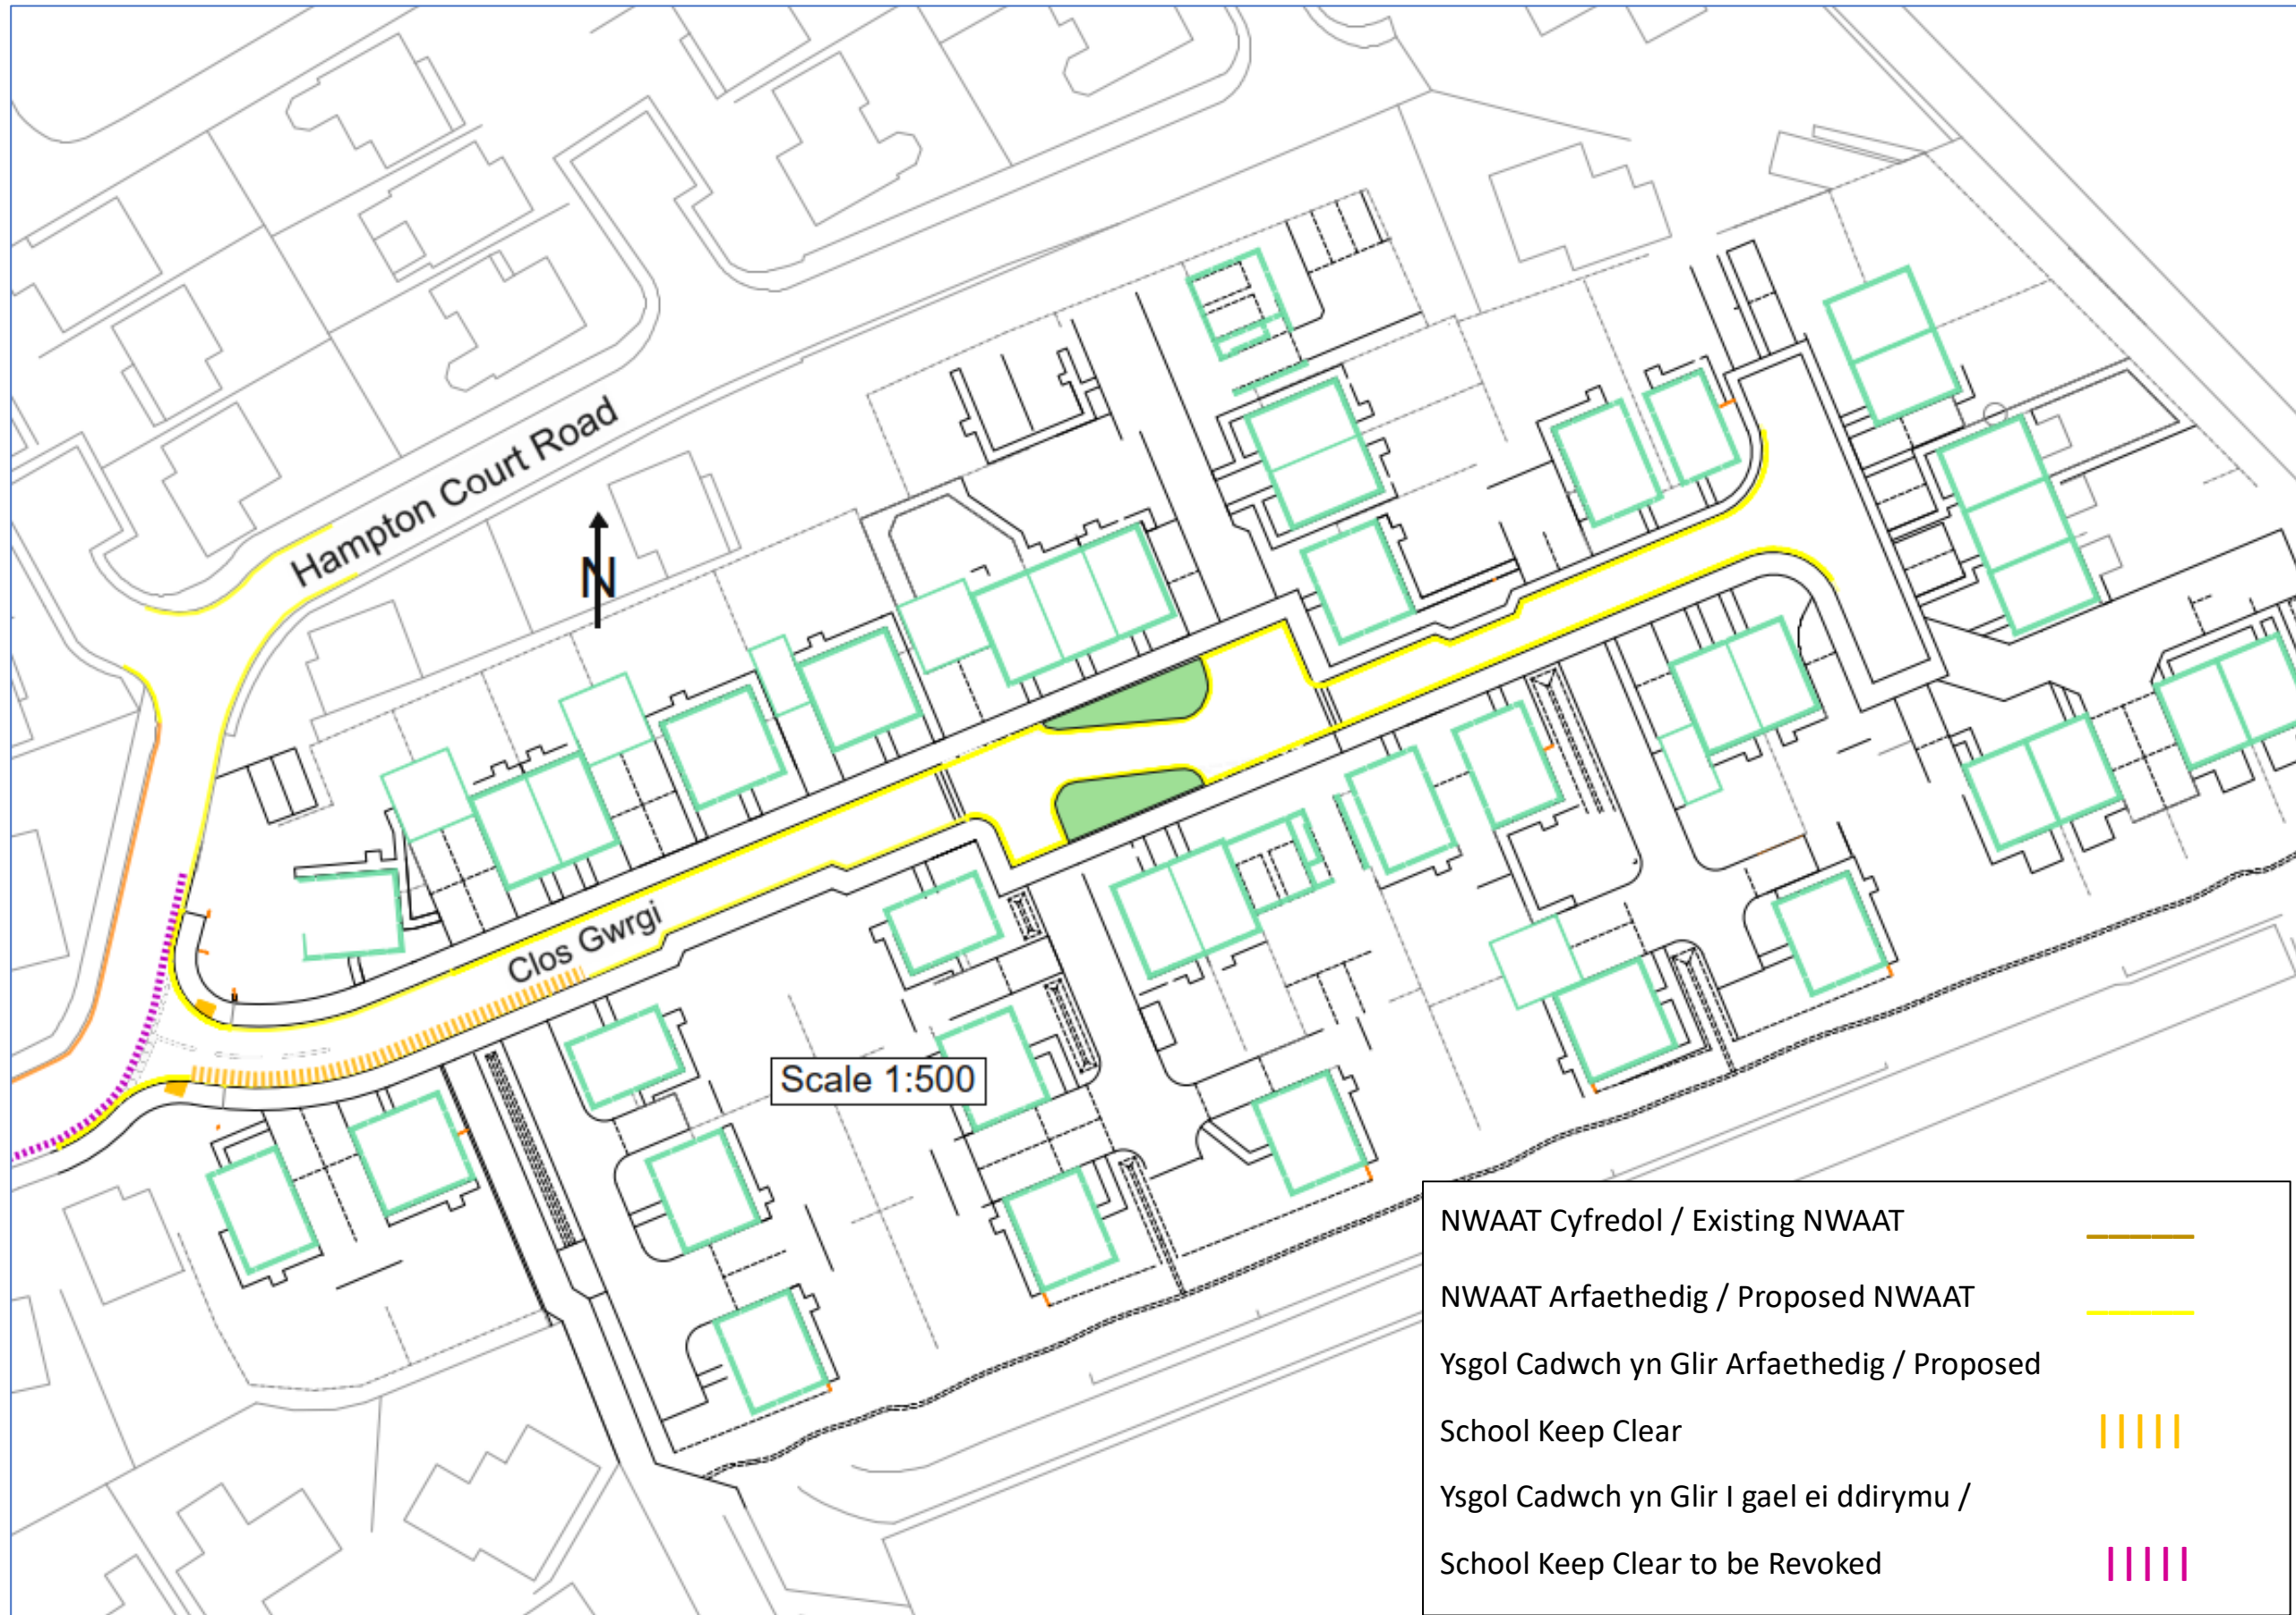 Hampton Court Road
N
Clos Gwrgi
Scale 1:500
NWAAT Cyfredol / Existing NWAAT
NWAAT Arfaethedig / Proposed NWAAT
Ysgol Cadwch yn Glir Arfaethedig / Proposed
School Keep Clear
Ysgol Cadwch yn Glir I gael ei ddirymu /
School Keep Clear to be Revoked